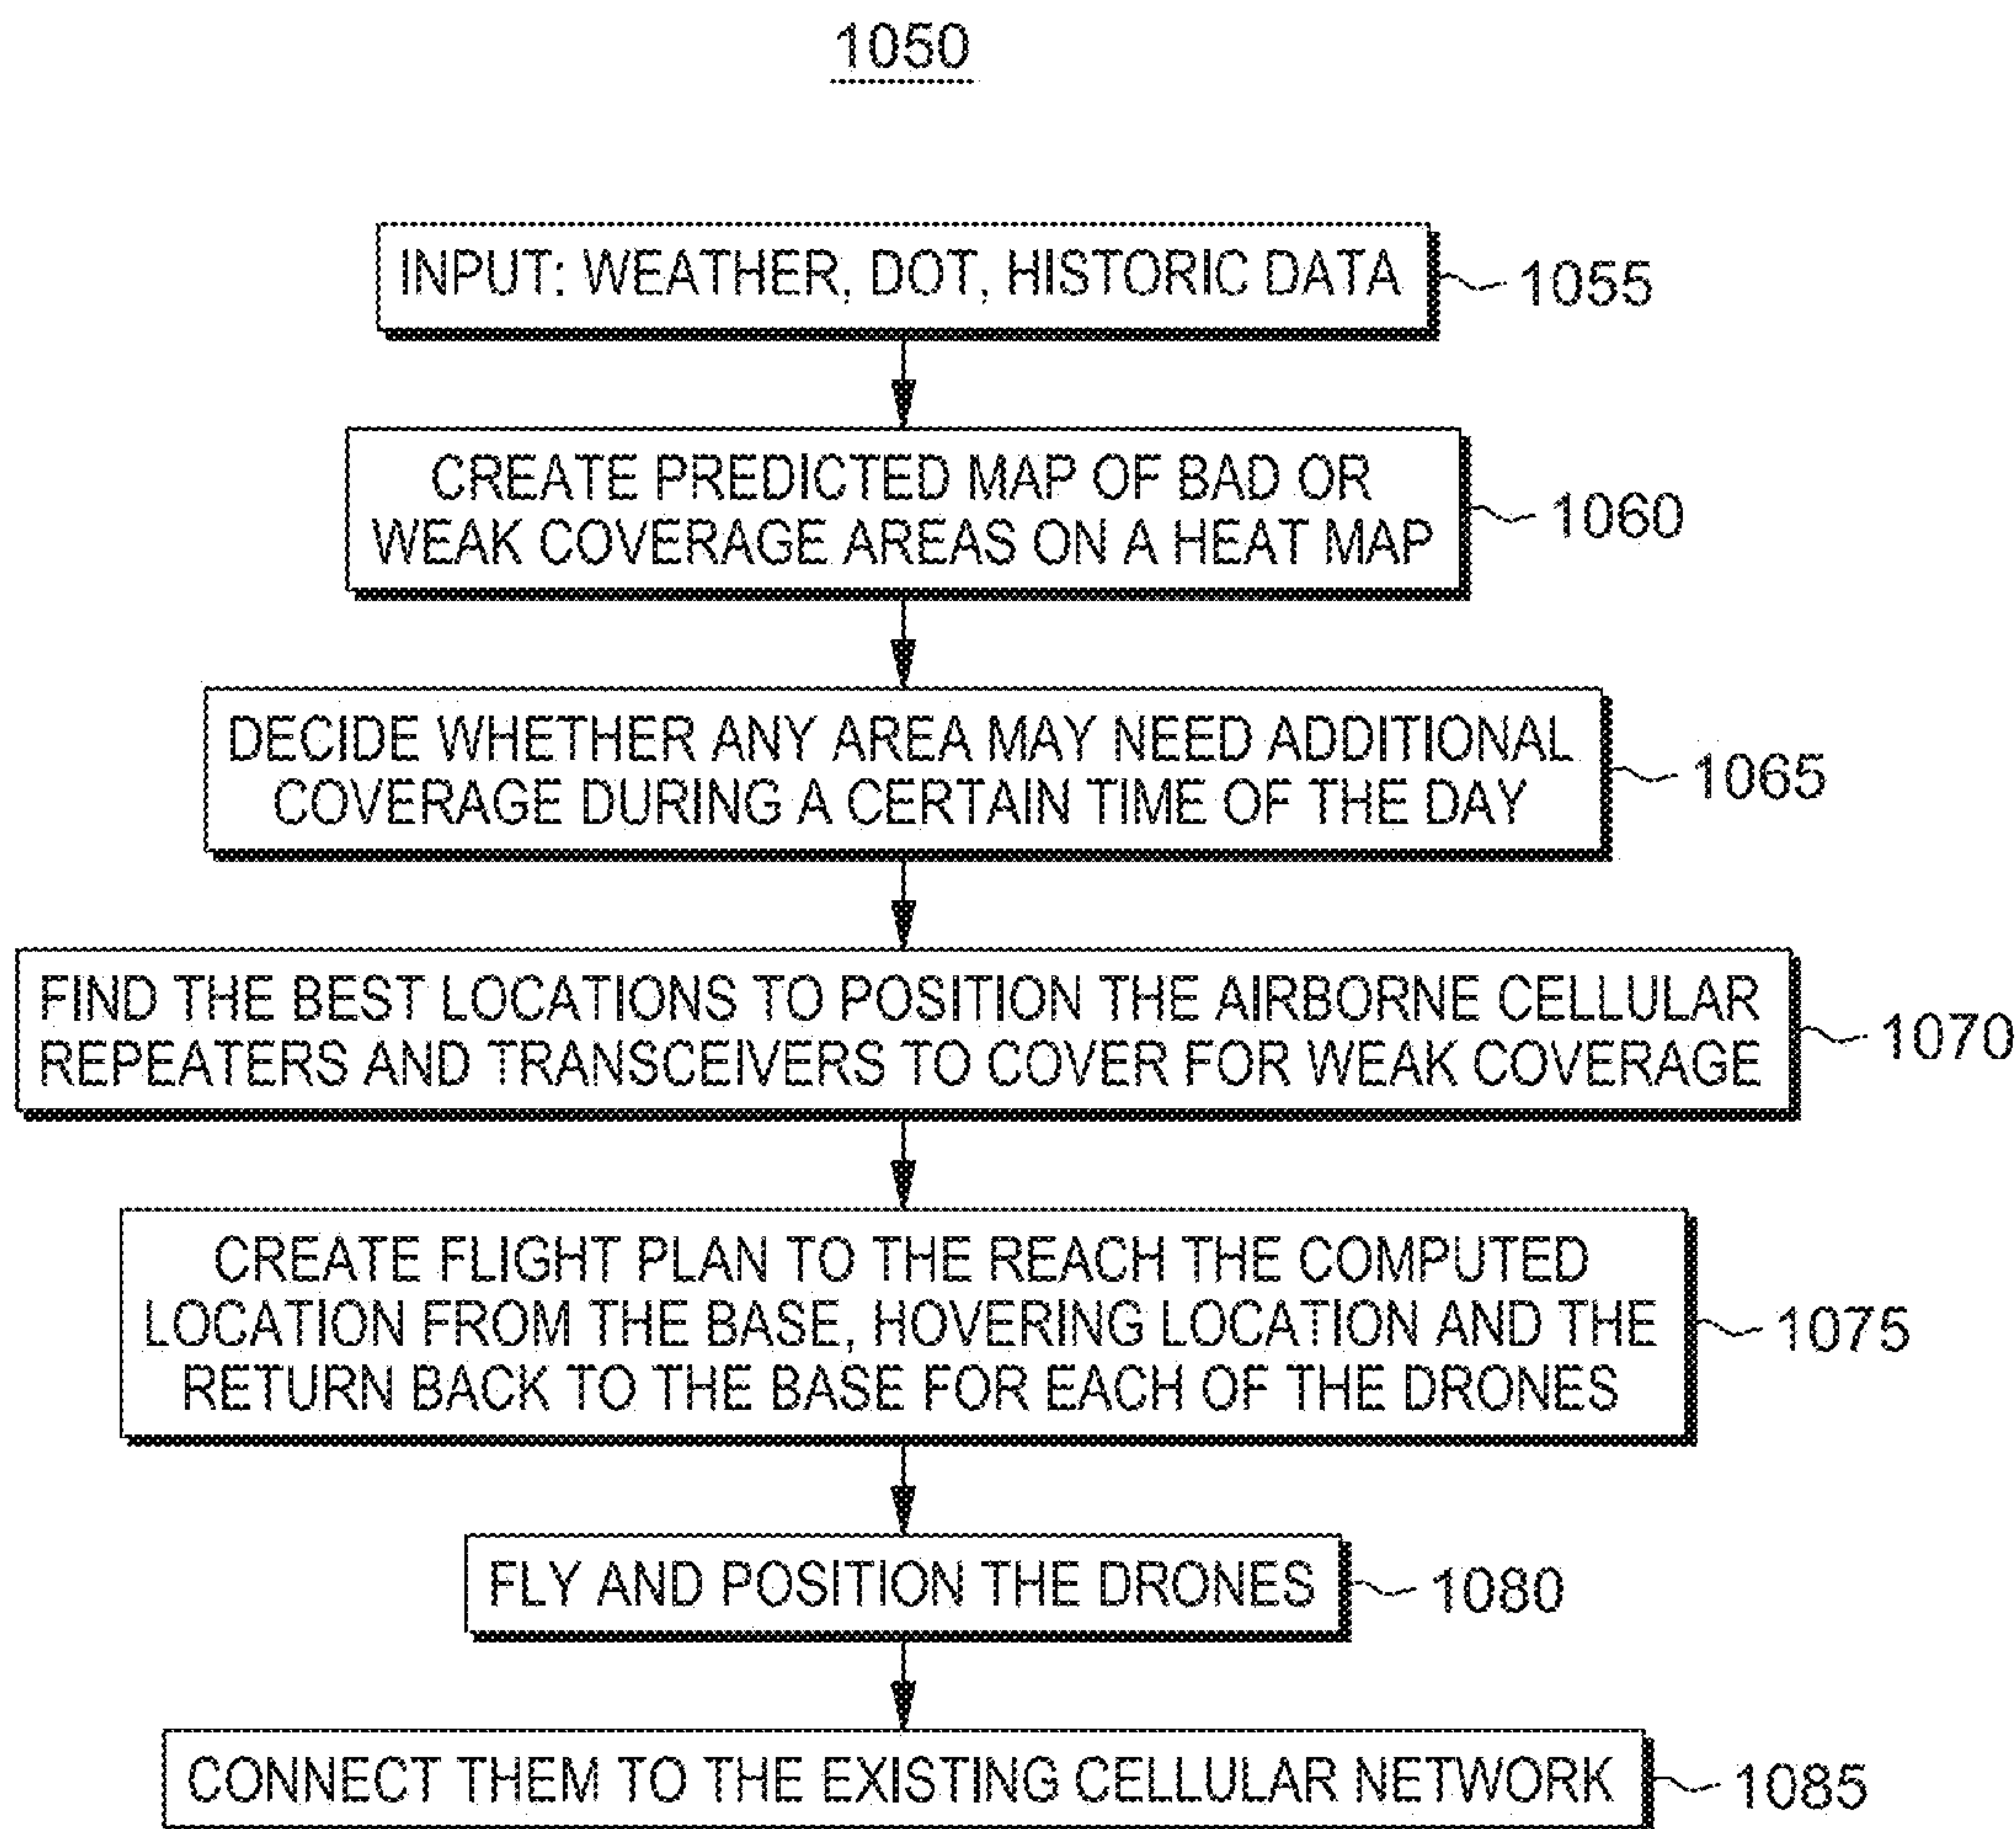 1050
INPUT: WEATHER, DOT, HISTORIC DATA
1055
CREATE PREDICTED MAP OF BAD OR
WEAK COVERAGE AREAS ON A HEAT MAP
1060
DECIDE WHETHER ANY AREA MAY NEED ADDITIONAL
COVERAGE DURING A CERTAIN TIME OF THE DAY
1065
FIND THE BEST LOCATIONS TO POSITION THE AIRBORNE CELLULAR
REPEATERS AND TRANSCEIVERS TO COVER FOR WEAK COVERAGE
1070
CREATE FLIGHT PLAN TO THE REACH THE COMPUTED
LOCATION FROM THE BASE, HOVERING LOCATION AND THE
RETURN BACK TO THE BASE FOR EACH OF THE DRONES
1075
FLY AND POSITION THE DRONES
1080
CONNECT THEM TO THE EXISTING CELLULAR NETWORK
1085